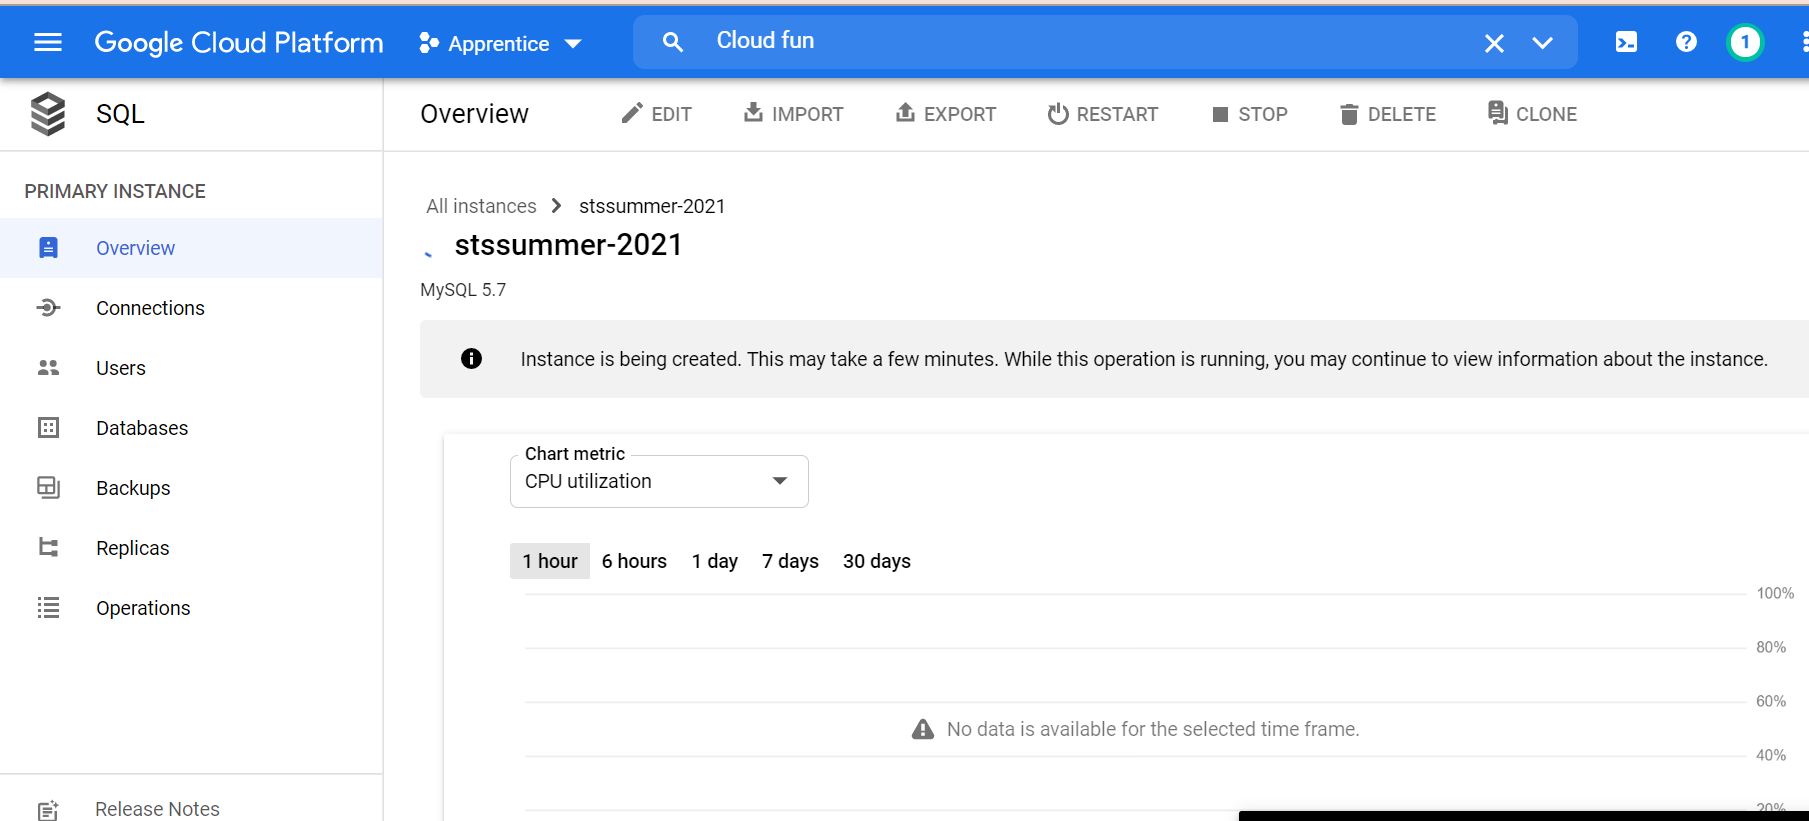 Google Cloud Platform
Apprentice
Cloud fun
1
SQL
Overview
EDIT
IMPORT
EXPORT
RESTART
STOP
DELETE
CLONE
PRIMARY INSTANCE
Overview
Connections
Users
Databases
Backups
Replicas
Operations
Release Notes
All instances
stssummer-2021
stssummer-2021
MySQL 5.7
Instance is being created. This may take a few minutes. While this operation is running, you may continue to view information about the instance.
Chart metric
CPU utilization
1 hour 6 hours 1 day 7 days 30 days
100%
80%
60%
No data is available for the selected time frame.
40%
20%